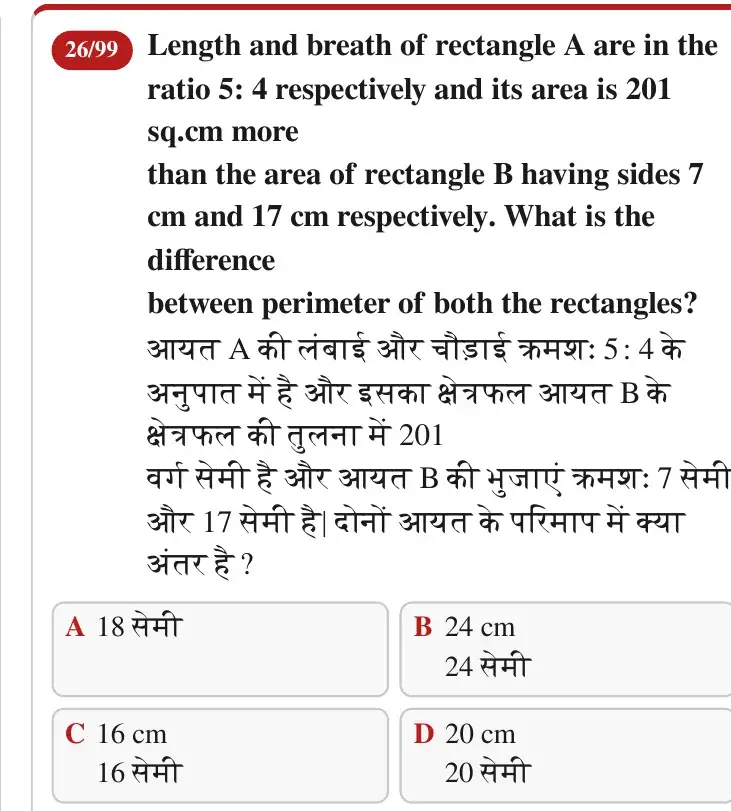 26/99 Length and breath of rectangle A are in the
ratio 5: 4 respectively and its area is 201
sq.cm more
than the area of rectangle B having sides 7
cm and 17 cm respectively. What is the
difference
between perimeter of both the rectangles?
आयत A की लंबाई और चौड़ाई क्रमशः 5 : 4 के
अनुपात में है और इसका क्षेत्रफल आयत B के
क्षेत्रफल की तुलना में 201
वर्ग सेमी है और आयत B की भुजाएं क्रमशः 7 सेमी
और 17 सेमी है| दोनों आयत के परिमाप में क्या
अंतर है ?
A 18 सेमी
B 24 cm
24 सेमी
C 16 cm
16 सेमी
D 20 cm
20 सेमी